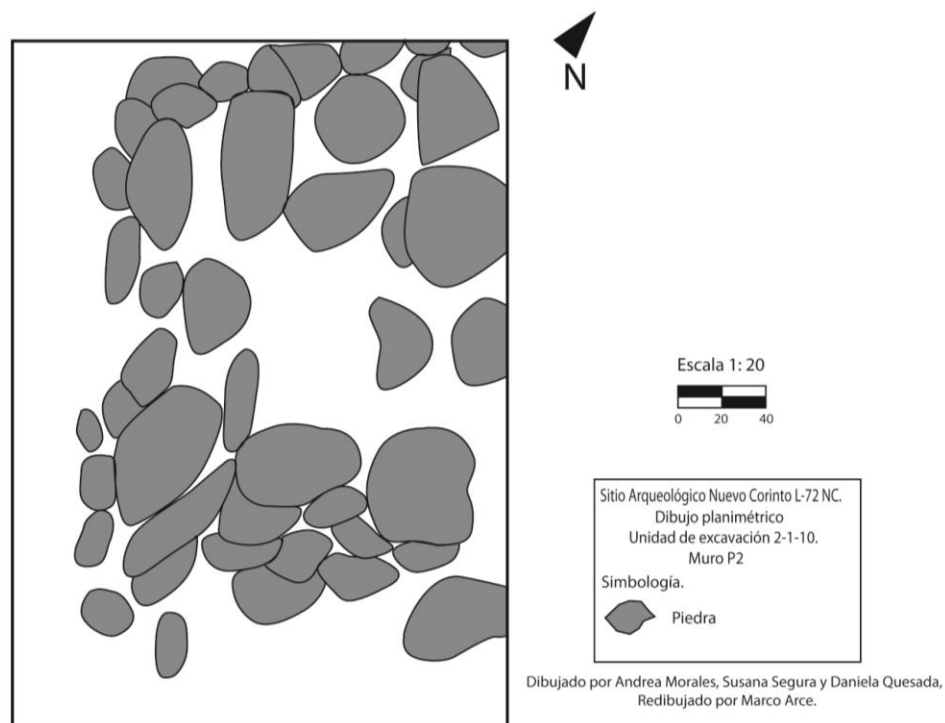 N
Escala 1: 20
0 20 40
Sitio Arqueológico Nuevo Corinto L-72 NC.
Dibujo planimétrico
Unidad de excavación 2-1-10.
Muro P2
Simbología.
Piedra
Dibujado por Andrea Morales, Susana Segura y Daniela Quesada,
Redibujado por Marco Arce.